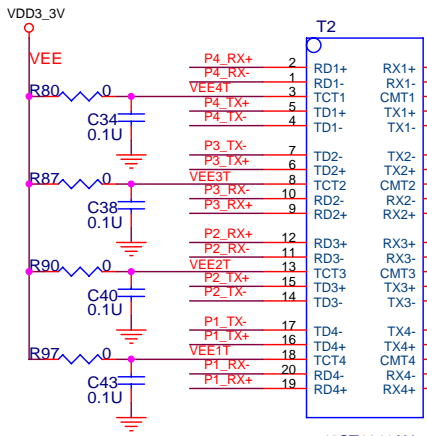 VDD3_3V
T2
VEE
P4_RX+ 2 RD1+ RX1+
P4_RX- 1 RD1- RX1-
R80 0 VEE4T 3 TCT1 CMT1
P4_TX+ 5 TD1+ TX1+
C34 P4_TX- 4 TD1- TX1-
0.1U
P3_TX- 7 TD2- TX2-
P3_TX+ 6 TD2+ TX2+
R87 0 VEE3T 8 TCT2 CMT2
P3_RX- 10 RD2- RX2-
C38 P3_RX+ 9 RD2+ RX2+
0.1U
P2_RX+ 12 RD3+ RX3+
P2_RX- 11 RD3- RX3-
R90 0 VEE2T 13 TCT3 CMT3
P2_TX+ 15 TD3+ TX3+
C40 P2_TX- 14 TD3- TX3-
0.1U
P1_TX- 17 TD4- TX4-
P1_TX+ 16 TD4+ TX4+
R97 0 VEE1T 18 TCT4 CMT4
P1_RX- 20 RD4- RX4-
C43 P1_RX+ 19 RD4+ RX4+
0.1U